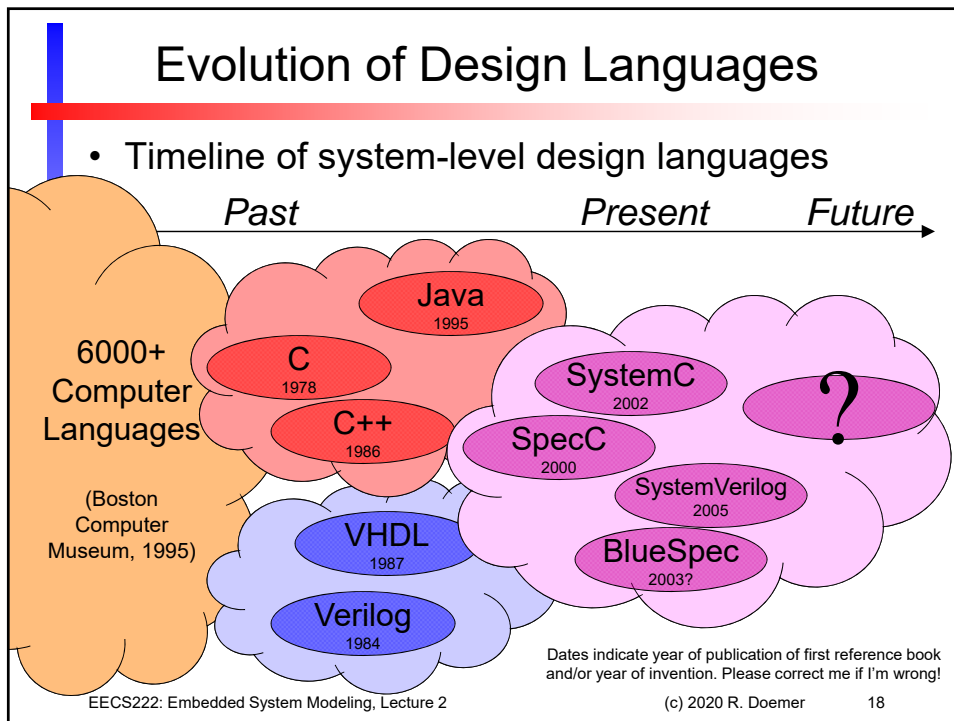 Evolution of Design Languages
• Timeline of system-level design languages
Past
Present
Future
6000+
Computer
Languages
(Boston
Computer
Museum, 1995)
Java
1995
C
1978
C++
1986
VHDL
1987
Verilog
1984
SystemC
2002
SpecC
2000
SystemVerilog
2005
BlueSpec
2003?
?
Dates indicate year of publication of first reference book
and/or year of invention. Please correct me if I'm wrong!
EECS222: Embedded System Modeling, Lecture 2
(c) 2020 R. Doemer
18